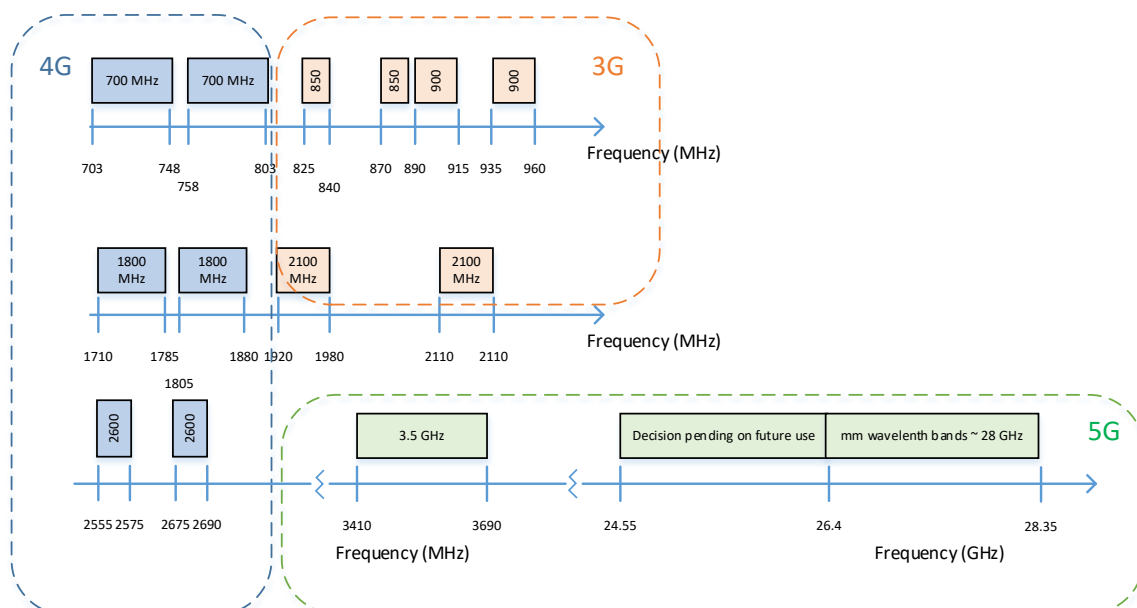 4G
3G
700 MHz
700 MHz
850
850
900
900
Frequency (MHz)
703
748
803
825
870
890
915
935
960
758
840
1800
MHz
1800
MHz
2100
MHz
2100
MHz
Frequency (MHz)
1710
1785
1880
1920
1980
2110
2110
1805
2600
2600
3.5 GHz
Decision pending on future use
mm wavelenth bands ~ 28 GHz
5G
2555
2575
2675
2690
3410
3690
24.55
26.4
28.35
Frequency (MHz)
Frequency (GHz)